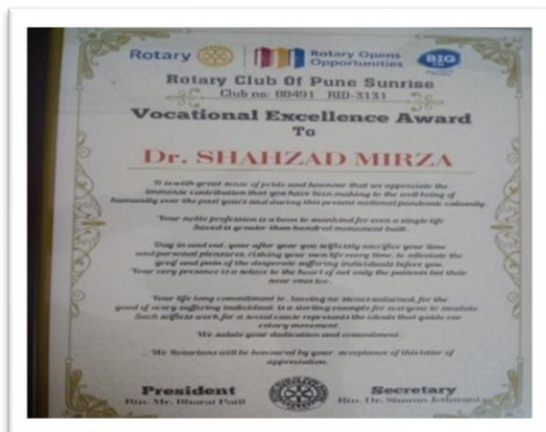 Rotary
Rotary Opens
Opportunities
BIG
Rotary Club Of Pune Sunrise
Club no: 08491 RID-3131
Vocational Excellence Award
To
Dr. SHAHZAD MIRZA
It is with great sense of pride and honour that we appreciate the
immense contribution that you have been making to the well being of
humanity over the past years and during this present national pandemic calamity.
Your noble profession is a boon to mankind for even a single life
Saved is greater than hundred monument built.
Day in and out, year after year you selflessly sacrifice your time
and personal pleasures, risking your own life every time, to alleviate the
grief and pain of the desperate suffering individuals before you.
Your very presence is a solace to the heart of not only the patients but their
near ones too.
Your life long commitment to, leaving no stones unturned, for the
good of every suffering individual, is a sterling example for everyone to emulate.
Such selfless work for a social cause represents the ideals that guide our
rotary movement.
We salute your dedication and commitment.
We Rotarians will be honoured by your acceptance of this letter of
appreciation.
President
Rtn. Mr. Bharat Patil
Secretary
Rtn. Dr. Jethwani